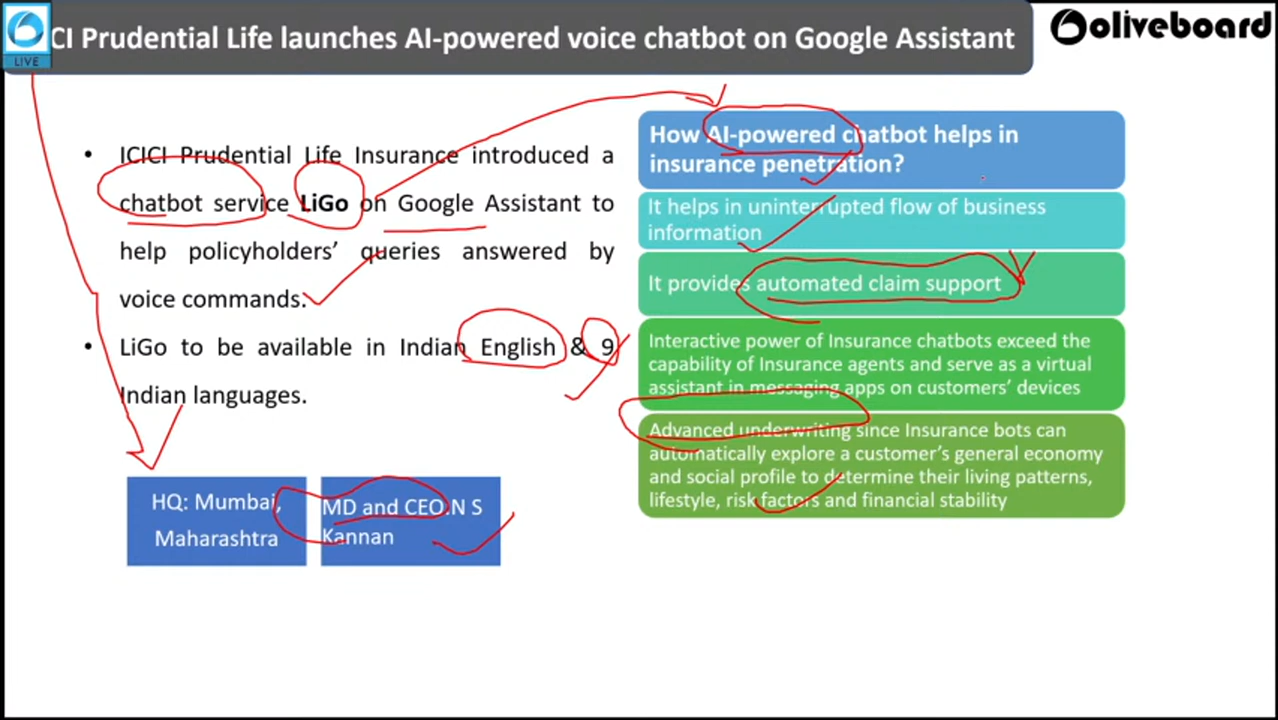 CI Prudential Life launches AI-powered voice chatbot on Google Assistant
LIVE
oliveboard
• ICICI Prudential Life Insurance introduced a
chatbot service LiGo on Google Assistant to
help policyholders’ queries answered by
voice commands.
• LiGo to be available in Indian English & 9
Indian languages.
HQ: Mumbai,
Maharashtra
MD and CEO N S
Kannan
How AI-powered chatbot helps in
insurance penetration?
It helps in uninterrupted flow of business
information
It provides automated claim support
Interactive power of Insurance chatbots exceed the
capability of Insurance agents and serve as a virtual
assistant in messaging apps on customers’ devices
Advanced underwriting since Insurance bots can
automatically explore a customer’s general economy
and social profile to determine their living patterns,
lifestyle, risk factors and financial stability